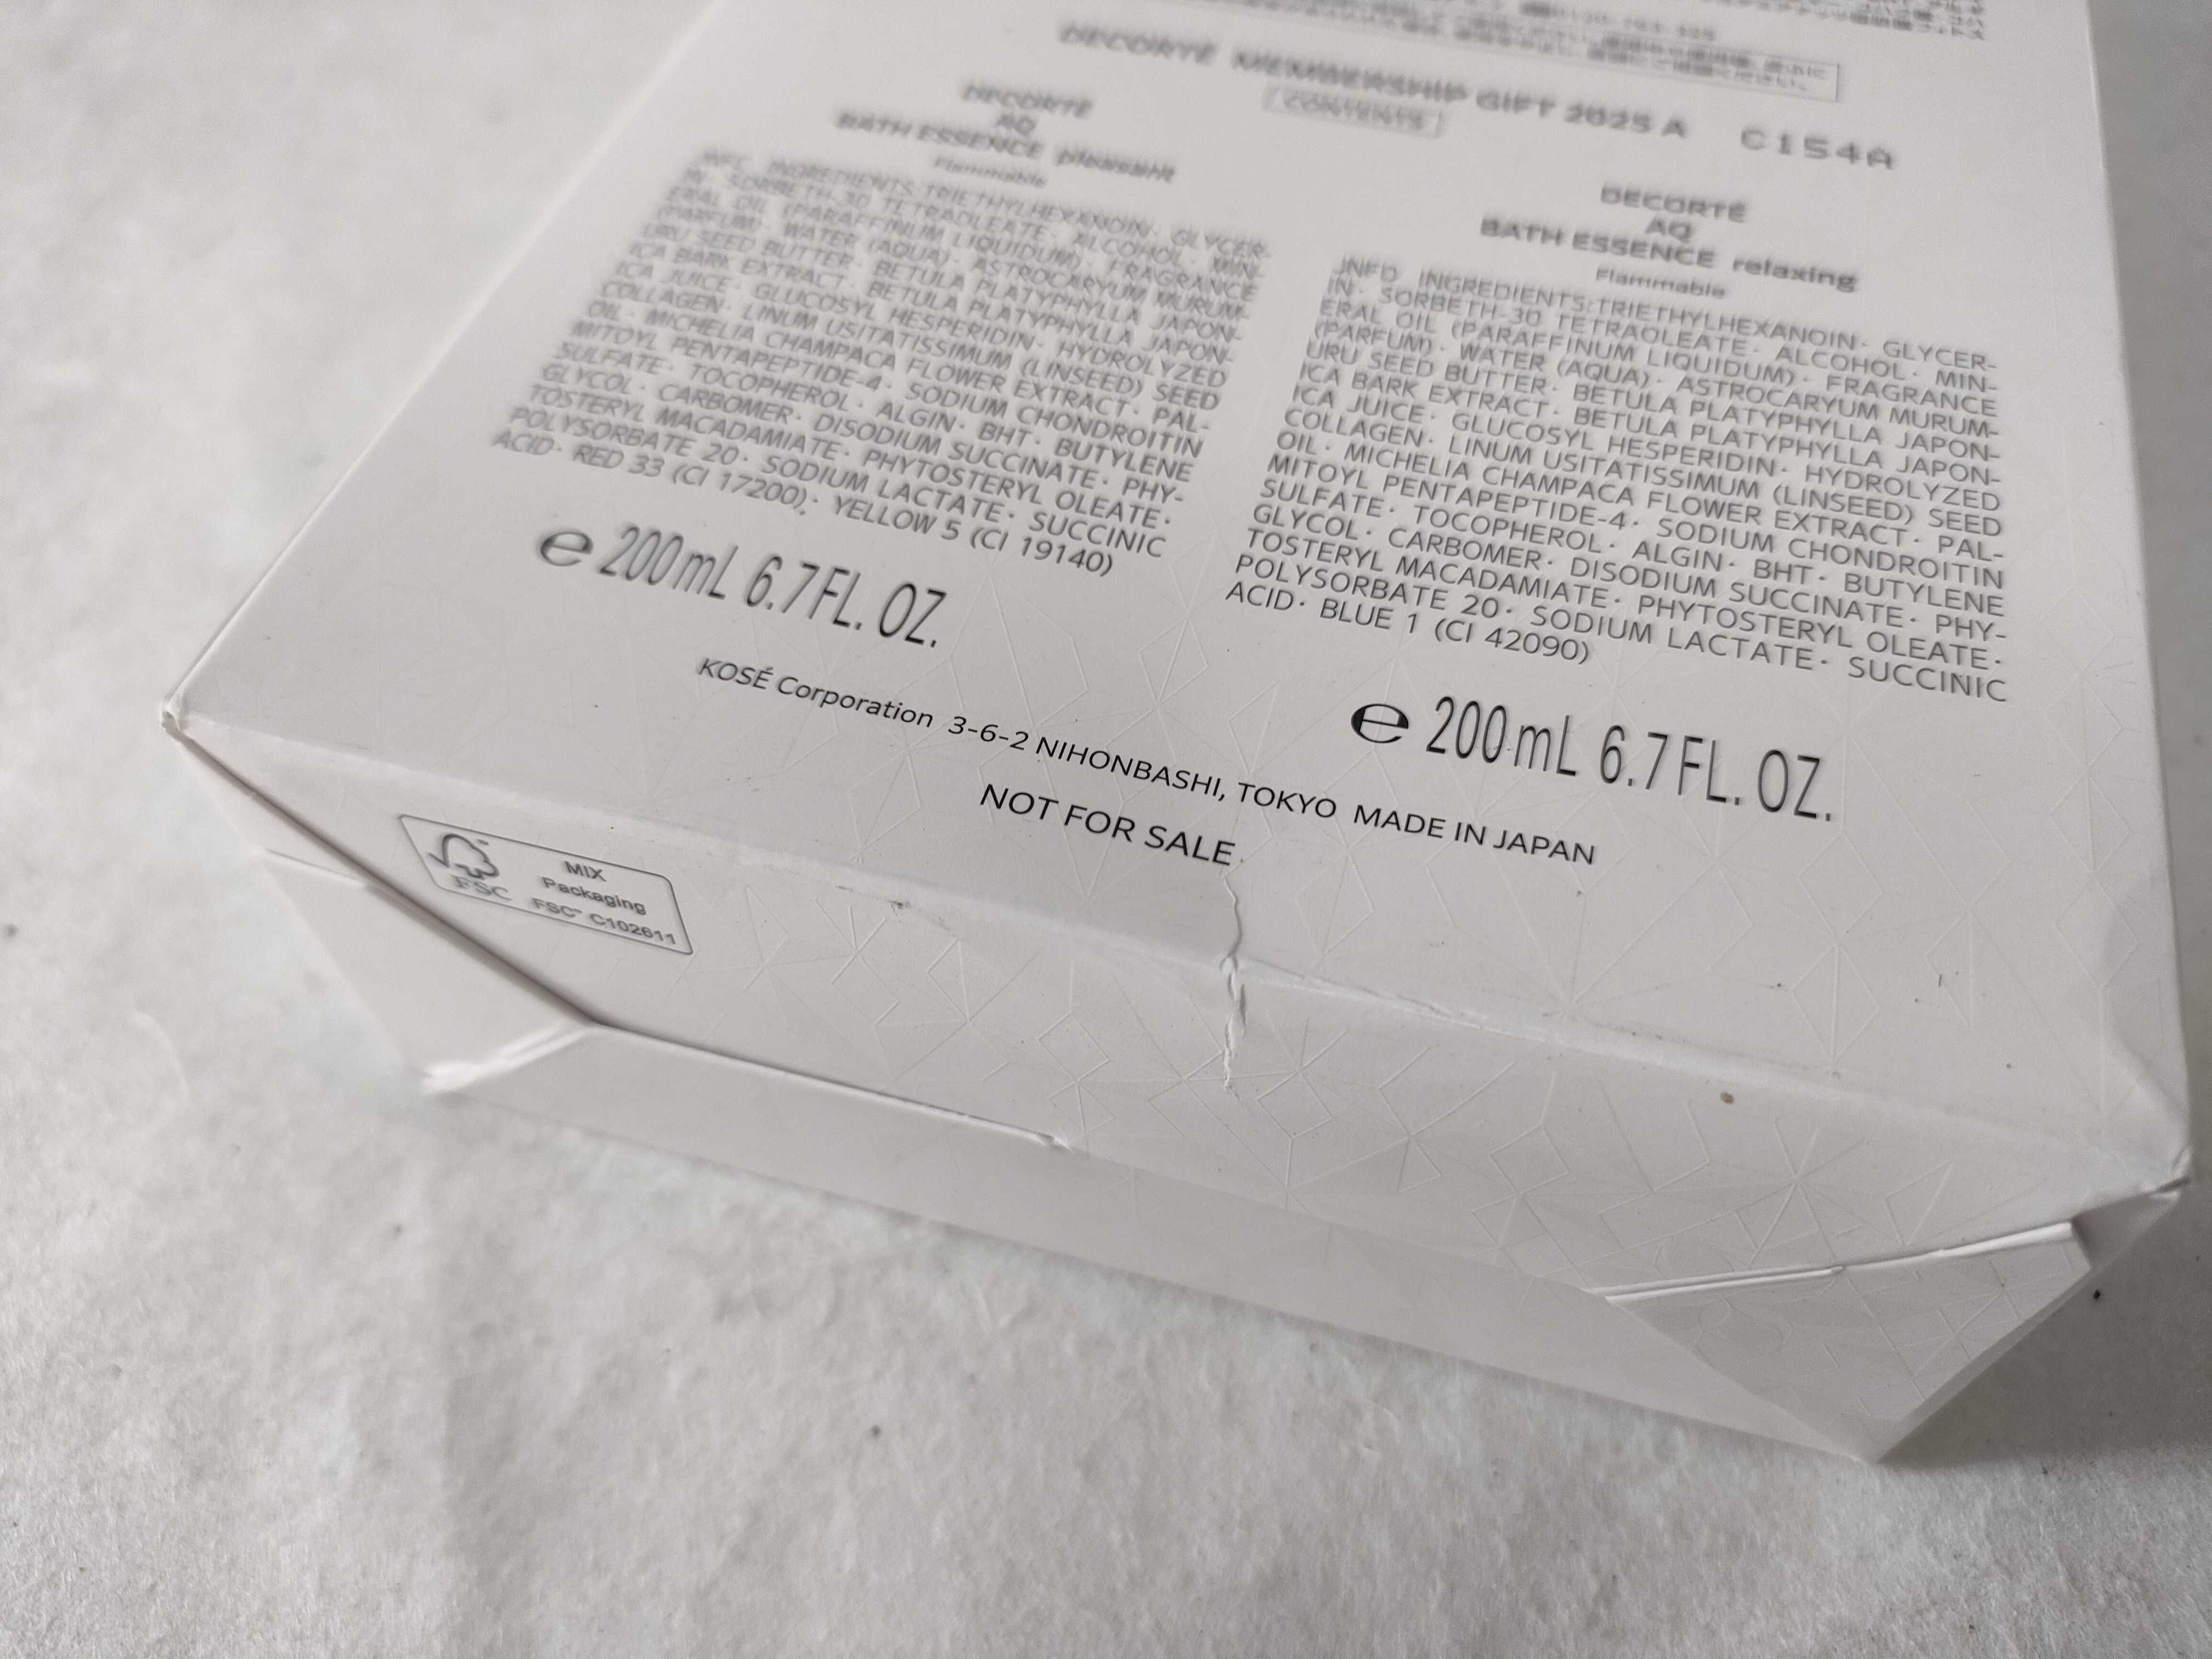 DECORTÉ MEMBERSHIP GIFT 2025 A C154A
CONTENTS
DECORTÉ
AQ
BATH ESSENCE pleasant
Flammable
INGREDIENTS:TRIETHYLHEXANOIN· GLYCER-
IN· SORBETH-30 TETRAOLEATE· ALCOHOL· MIN-
ERAL OIL (PARAFFINUM LIQUIDUM)· FRAGRANCE
(PARFUM)· WATER (AQUA)· ASTROCARYUM MURUM-
URU SEED BUTTER· BETULA PLATYPHYLLA JAPON-
ICA BARK EXTRACT· BETULA PLATYPHYLLA JAPON-
ICA JUICE· GLUCOSYL HESPERIDIN· HYDROLYZED
COLLAGEN· LINUM USITATISSIMUM (LINSEED) SEED
OIL· MICHELIA CHAMPACA FLOWER EXTRACT· PAL-
MITOYL PENTAPEPTIDE-4· SODIUM CHONDROITIN
SULFATE· TOCOPHEROL· ALGIN· BHT· BUTYLENE
GLYCOL· CARBOMER· DISODIUM SUCCINATE· PHY-
TOSTERYL MACADAMIATE· PHYTOSTERYL OLEATE·
POLYSORBATE 20· SODIUM LACTATE· SUCCINIC
ACID· RED 33 (CI 17200)· YELLOW 5 (CI 19140)
℮ 200mL 6.7FL. OZ.
DECORTÉ
AQ
BATH ESSENCE relaxing
Flammable
INGREDIENTS:TRIETHYLHEXANOIN· GLYCER-
IN· SORBETH-30 TETRAOLEATE· ALCOHOL· MIN-
ERAL OIL (PARAFFINUM LIQUIDUM)· FRAGRANCE
(PARFUM)· WATER (AQUA)· ASTROCARYUM MURUM-
URU SEED BUTTER· BETULA PLATYPHYLLA JAPON-
ICA BARK EXTRACT· BETULA PLATYPHYLLA JAPON-
ICA JUICE· GLUCOSYL HESPERIDIN· HYDROLYZED
COLLAGEN· LINUM USITATISSIMUM (LINSEED) SEED
OIL· MICHELIA CHAMPACA FLOWER EXTRACT· PAL-
MITOYL PENTAPEPTIDE-4· SODIUM CHONDROITIN
SULFATE· TOCOPHEROL· ALGIN· BHT· BUTYLENE
GLYCOL· CARBOMER· DISODIUM SUCCINATE· PHY-
TOSTERYL MACADAMIATE· PHYTOSTERYL OLEATE·
POLYSORBATE 20· SODIUM LACTATE· SUCCINIC
ACID· BLUE 1 (CI 42090)
℮ 200mL 6.7FL. OZ.
KOSÉ Corporation 3-6-2 NIHONBASHI, TOKYO MADE IN JAPAN
NOT FOR SALE
FSC
MIX
Packaging
FSC™ C102611